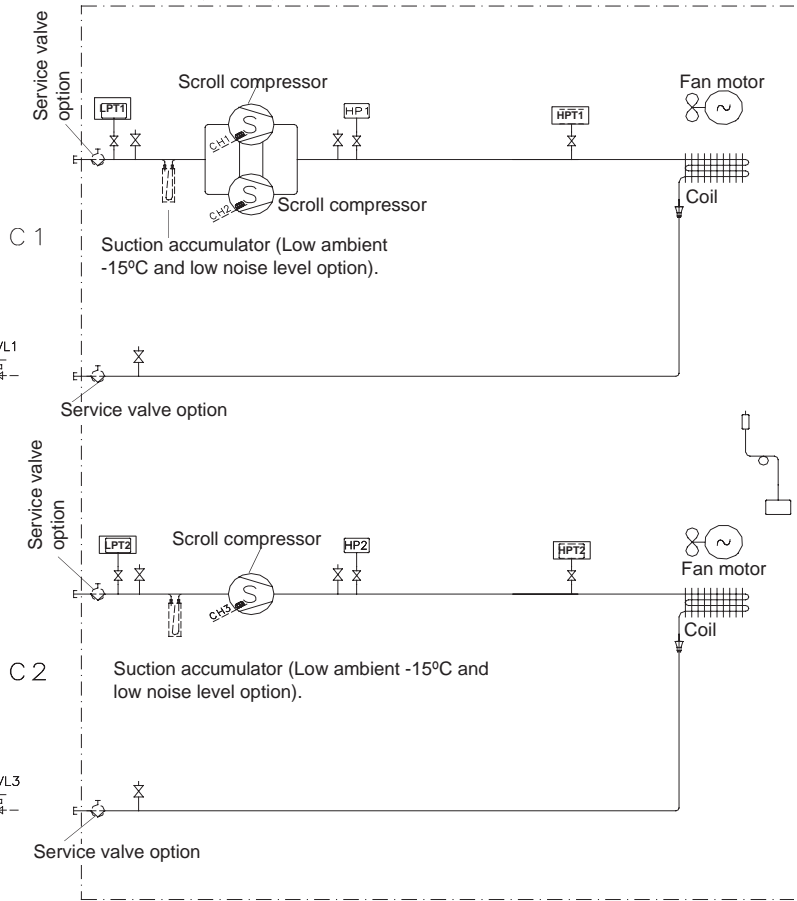 Service valve
option
Scroll compressor
Fan motor
LPT1
HP1
HPT1
S
CH1
S
CH2
Scroll compressor
Coil
C 1
Suction accumulator (Low ambient
-15ºC and low noise level option).
VL1
Service valve option
Service valve
option
Scroll compressor
LPT2
HP2
HPT2
Fan motor
S
CH3
Coil
C 2
Suction accumulator (Low ambient -15ºC and
low noise level option).
VL3
Service valve option